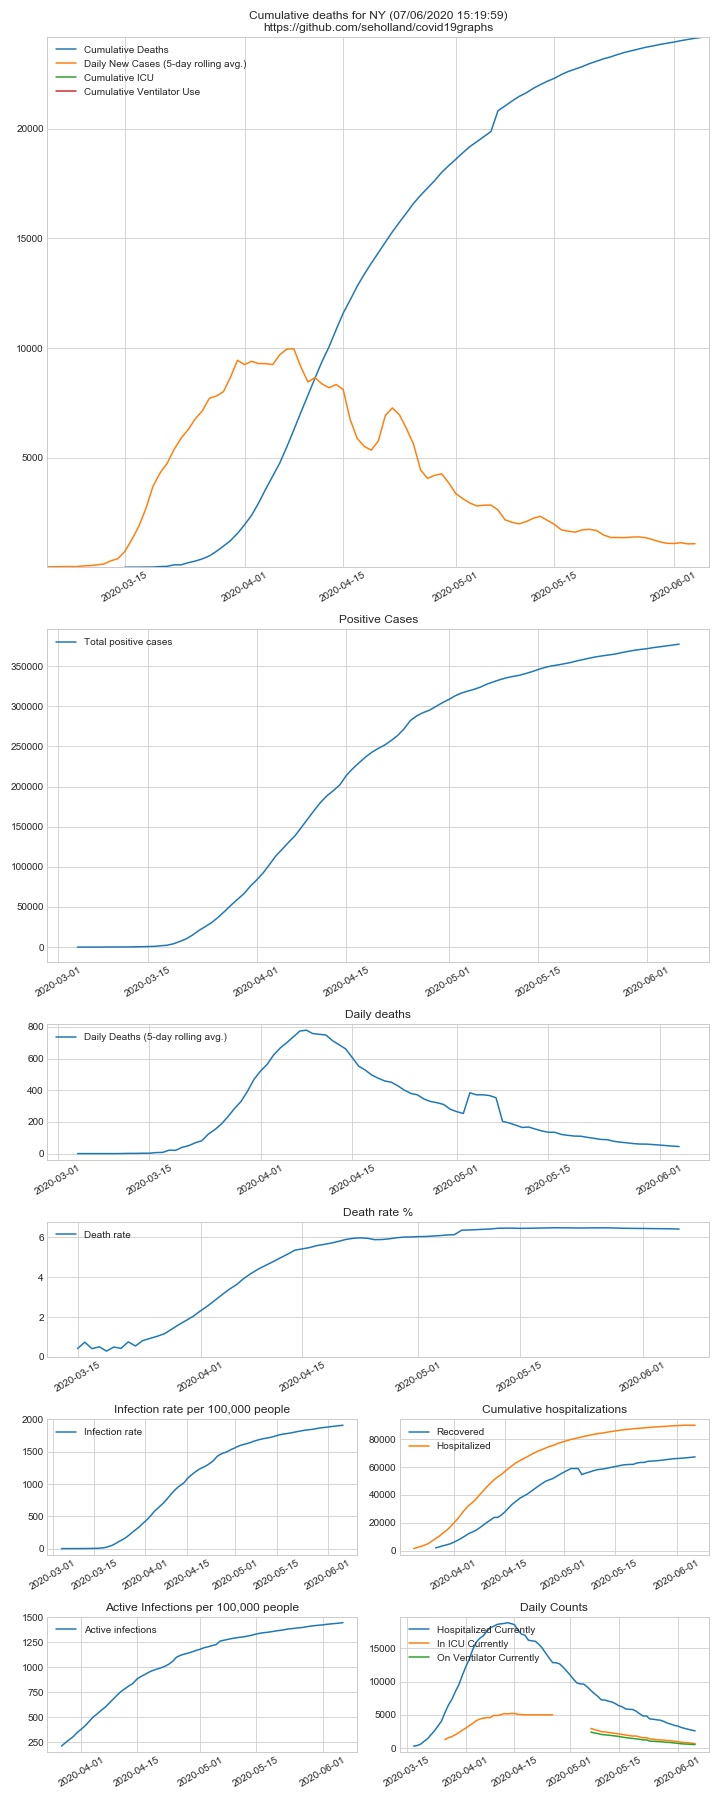 Cumulative deaths for NY (07/06/2020 15:19:59)
https://github.com/seholland/covid19graphs
Cumulative Deaths
Daily New Cases (5-day rolling avg.)
Cumulative ICU
Cumulative Ventilator Use
20000
15000
10000
5000
2020-03-15 2020-04-01 2020-04-15 2020-05-01 2020-05-15 2020-06-01
Positive Cases
Total positive cases
350000
300000
250000
200000
150000
100000
50000
0
2020-03-01 2020-03-15 2020-04-01 2020-04-15 2020-05-01 2020-05-15 2020-06-01
Daily deaths
Daily Deaths (5-day rolling avg.)
800
600
400
200
0
2020-03-01 2020-03-15 2020-04-01 2020-04-15 2020-05-01 2020-05-15 2020-06-01
Death rate %
Death rate
6
4
2
0
2020-03-15 2020-04-01 2020-04-15 2020-05-01 2020-05-15 2020-06-01
Infection rate per 100,000 people
Infection rate
2000
1500
1000
500
0
2020-03-01 2020-03-15 2020-04-01 2020-04-15 2020-05-01 2020-05-15 2020-06-01
Cumulative hospitalizations
Recovered
Hospitalized
80000
60000
40000
20000
0
2020-04-01 2020-04-15 2020-05-01 2020-05-15 2020-06-01
Active Infections per 100,000 people
Active infections
1500
1250
1000
750
500
250
2020-04-01 2020-04-15 2020-05-01 2020-05-15 2020-06-01
Daily Counts
Hospitalized Currently
In ICU Currently
On Ventilator Currently
15000
10000
5000
0
2020-03-15 2020-04-01 2020-04-15 2020-05-01 2020-05-15 2020-06-01